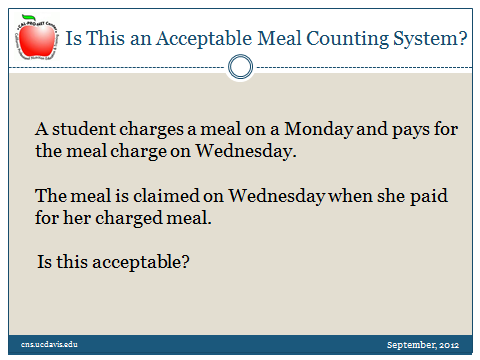 Is This an Acceptable Meal Counting System?
A student charges a meal on a Monday and pays for
the meal charge on Wednesday.
The meal is claimed on Wednesday when she paid
for her charged meal.
Is this acceptable?
cns.ucdavis.edu
September, 2012